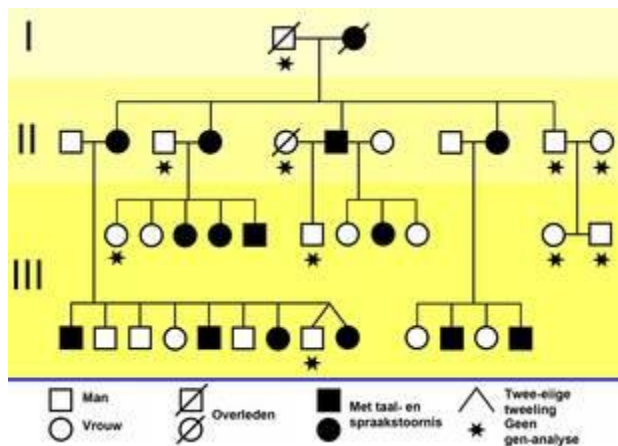 I
II
III
Man
Vrouw
Overleden
Met taal- en
spraakstoornis
Twee-eiige
tweeling
Geen
gen-analyse